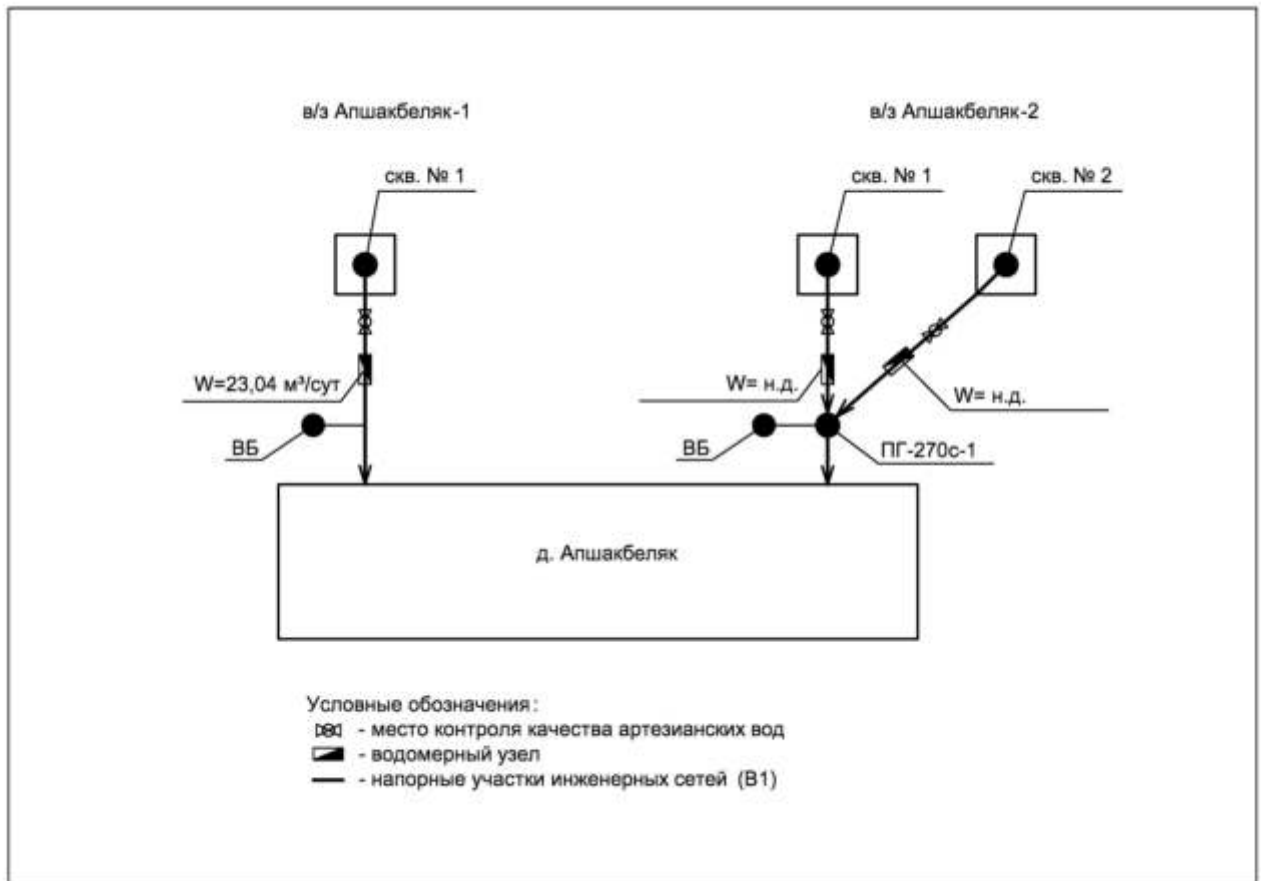 в/з Апшакбеляк-1
в/з Апшакбеляк-2
скв. № 1
скв. № 1
скв. № 2
W=23,04 м³/сут
W= н.д.
W= н.д.
ВБ
ВБ
ПГ-270с-1
д. Апшакбеляк
Условные обозначения:
- место контроля качества артезианских вод
- водомерный узел
- напорные участки инженерных сетей (В1)